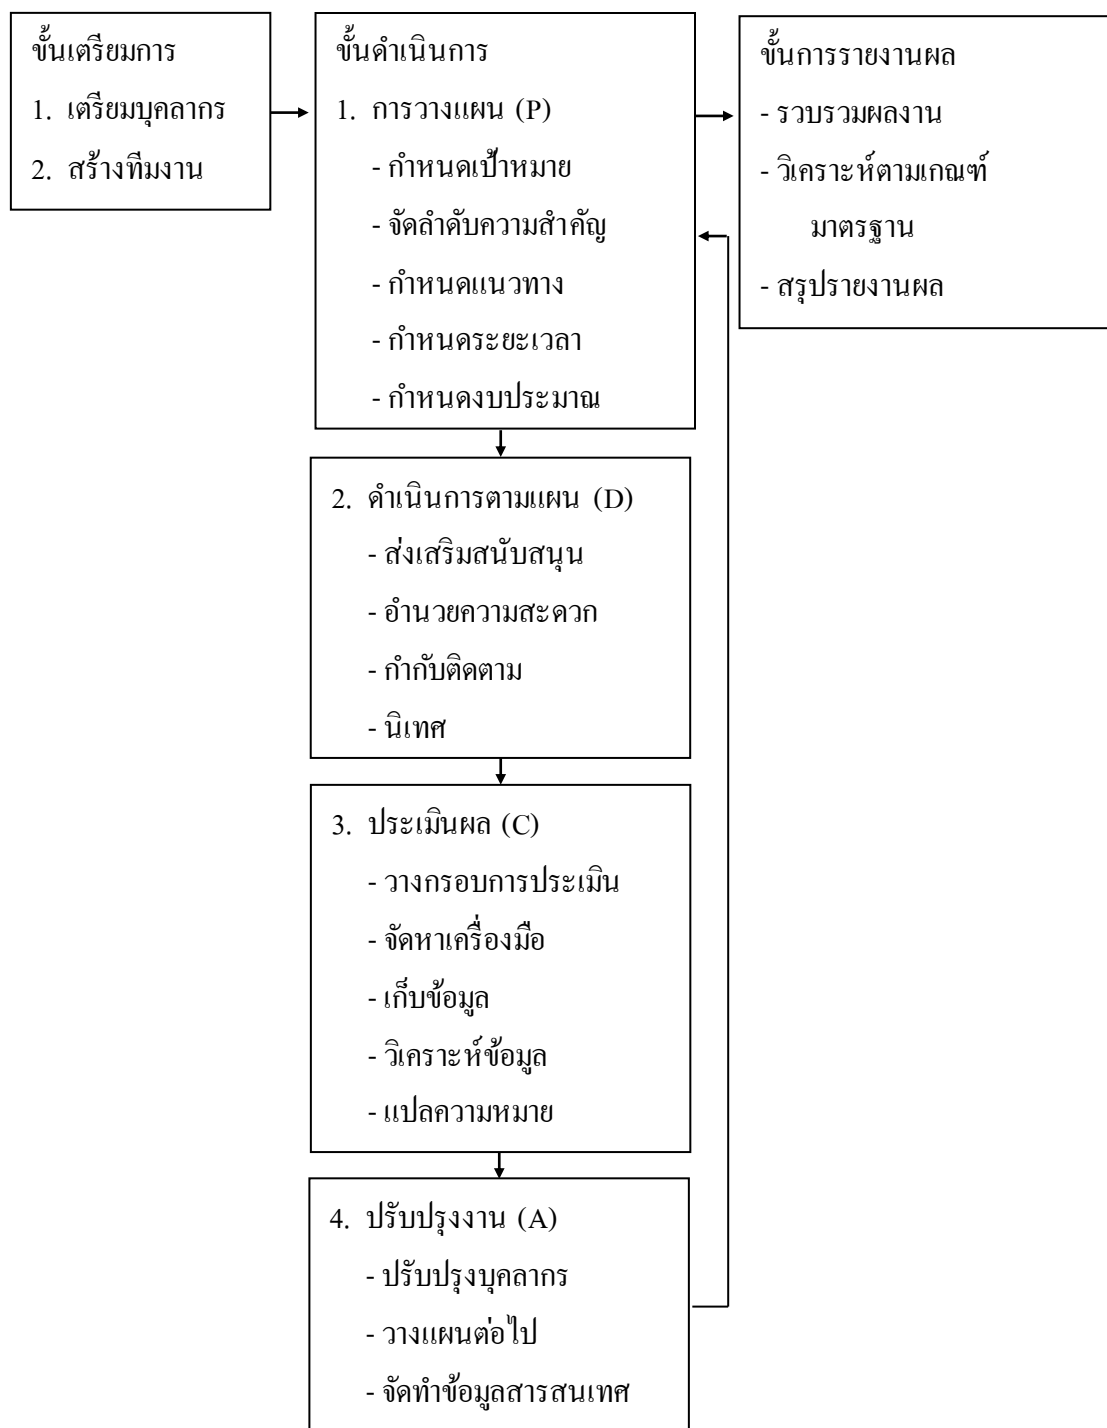 ขั้นเตรียมการ
1. เตรียมบุคลากร
2. สร้างทีมงาน
ขั้นดำเนินการ
1. การวางแผน (P)
- กำหนดเป้าหมาย
- จัดลำดับความสำคัญ
- กำหนดแนวทาง
- กำหนดระยะเวลา
- กำหนดงบประมาณ
ขั้นการรายงานผล
- รวบรวมผลงาน
- วิเคราะห์ตามเกณฑ์
มาตรฐาน
- สรุปรายงานผล
2. ดำเนินการตามแผน (D)
- ส่งเสริมสนับสนุน
- อำนวยความสะดวก
- กำกับติดตาม
- นิเทศ
3. ประเมินผล (C)
- วางกรอบการประเมิน
- จัดหาเครื่องมือ
- เก็บข้อมูล
- วิเคราะห์ข้อมูล
- แปลความหมาย
4. ปรับปรุงงาน (A)
- ปรับปรุงบุคลากร
- วางแผนต่อไป
- จัดทำข้อมูลสารสนเทศ